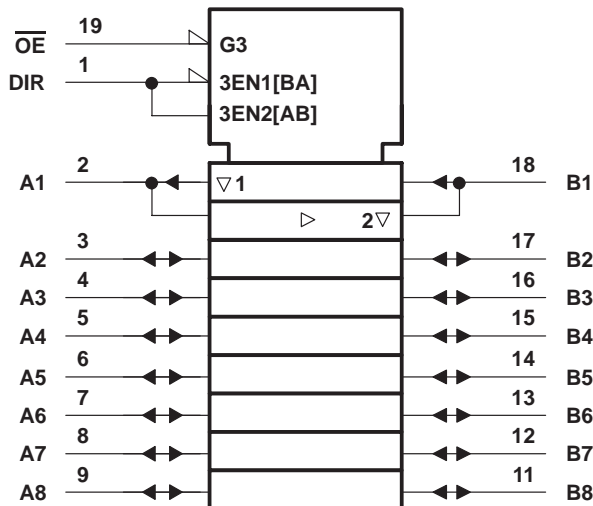 OE 19 G3
DIR 1 3EN1[BA]
3EN2[AB]
A1 2 ▽1 18 B1
▷ 2▽
A2 3 17 B2
A3 4 16 B3
A4 5 15 B4
A5 6 14 B5
A6 7 13 B6
A7 8 12 B7
A8 9 11 B8